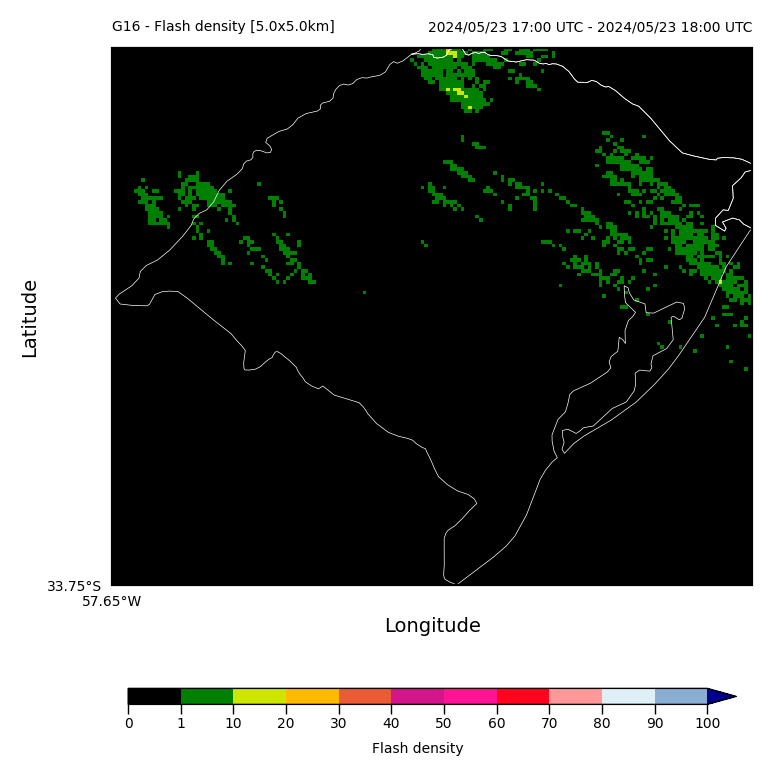 G16 - Flash density [5.0x5.0km]
2024/05/23 17:00 UTC - 2024/05/23 18:00 UTC
Latitude
33.75°S
57.65°W
Longitude
0 1 10 20 30 40 50 60 70 80 90 100
Flash density